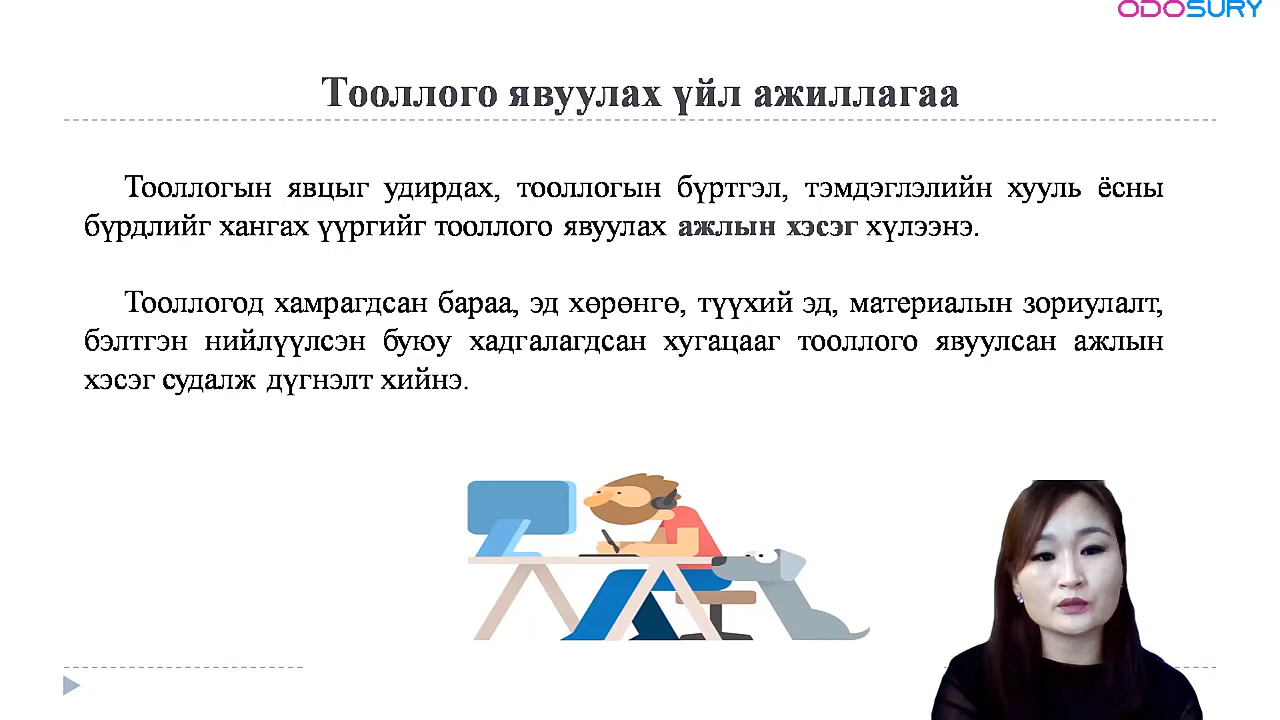 ODOSURY
Тооллого явуулах үйл ажиллагаа
Тооллогын явцыг удирдах, тооллогын бүртгэл, тэмдэглэлийн хууль ёсны
бүрдлийг хангах үүргийг тооллого явуулах ажлын хэсэг хүлээнэ.
Тооллогод хамрагдсан бараа, эд хөрөнгө, түүхий эд, материалын зориулалт,
бэлтгэн нийлүүлсэн буюу хадгалагдсан хугацааг тооллого явуулсан ажлын
хэсэг судалж дүгнэлт хийнэ.